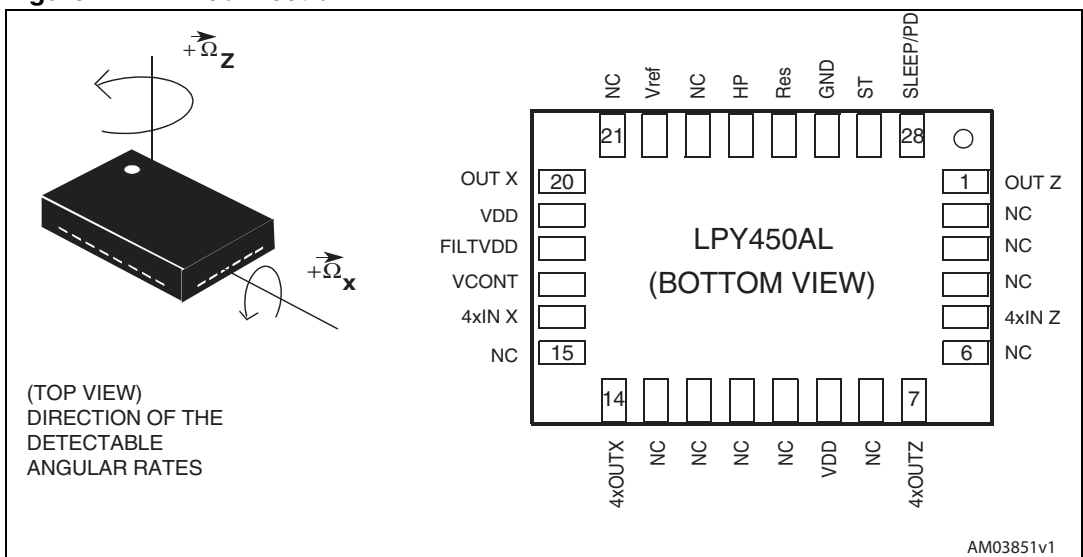 +Ω Z
+Ω x
(TOP VIEW)
DIRECTION OF THE
DETECTABLE
ANGULAR RATES
NC
Vref
NC
HP
Res
GND
ST
SLEEP/PD
21
28
OUT X
20
1
OUT Z
VDD
NC
FILTVDD
NC
VCONT
NC
4xIN X
4xIN Z
NC
15
6
NC
LPY450AL
(BOTTOM VIEW)
14
7
4xOUTX
NC
NC
NC
NC
VDD
NC
4xOUTZ
AM03851v1